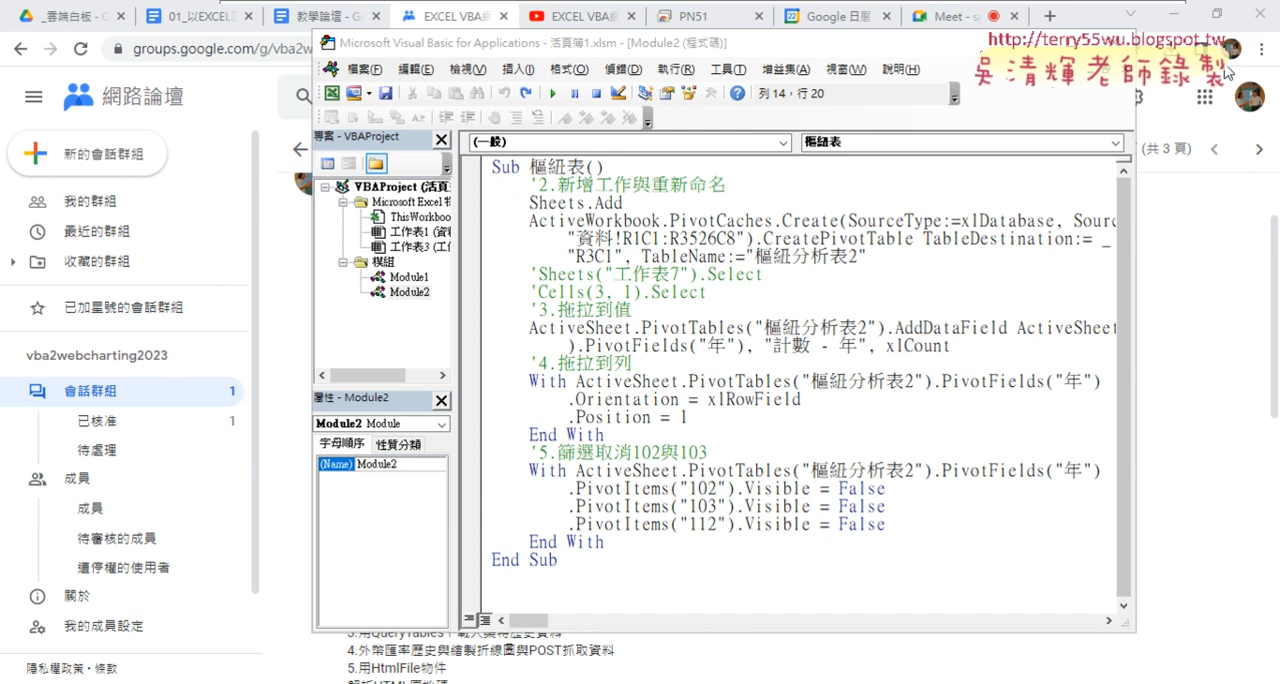 _雲端白板 - G
01_以EXCEL
教學論壇 - Go
EXCEL VBA
EXCEL VBA
PN51
Google 日曆
Meet - s
groups.google.com/g/vba2w
http://terry55wu.blogspot.tw
吳清輝老師錄製
網路論壇
新的會話群組
我的群組
最近的群組
收藏的群組
已加星號的會話群組
vba2webcharting2023
會話群組 1
已核准 1
待處理
成員
成員
待審核的成員
遭停權的使用者
關於
我的成員設定
隱私權政策 • 條款
(共 3 頁)
Microsoft Visual Basic for Applications - 活頁簿1.xlsm - [Module2 (程式碼)]
檔案(F) 編輯(E) 檢視(V) 插入(I) 格式(O) 偵錯(D) 執行(R) 工具(T) 增益集(A) 視窗(W) 說明(H)
列 14，行 20
專案 - VBAProject
VBAProject (活頁
Microsoft Excel
ThisWorkboo
工作表1 (資
工作表3 (工
模組
Module1
Module2
屬性 - Module2
Module2 Module
字母順序 性質分類
(Name) Module2
(一般) 樞紐表
Sub 樞紐表()
'2.新增工作與重新命名
Sheets.Add
ActiveWorkbook.PivotCaches.Create(SourceType:=xlDatabase, Sour
"資料!R1C1:R3526C8").CreatePivotTable TableDestination:= _
"R3C1", TableName:="樞紐分析表2"
'Sheets("工作表7").Select
'Cells(3, 1).Select
'3.拖拉到值
ActiveSheet.PivotTables("樞紐分析表2").AddDataField ActiveSheet
).PivotFields("年"), "計數 - 年", xlCount
'4.拖拉到列
With ActiveSheet.PivotTables("樞紐分析表2").PivotFields("年")
.Orientation = xlRowField
.Position = 1
End With
'5.篩選取消102與103
With ActiveSheet.PivotTables("樞紐分析表2").PivotFields("年")
.PivotItems("102").Visible = False
.PivotItems("103").Visible = False
.PivotItems("112").Visible = False
End With
End Sub
4.外幣匯率歷史與繪製折線圖與POST抓取資料
5.用HtmlFile物件